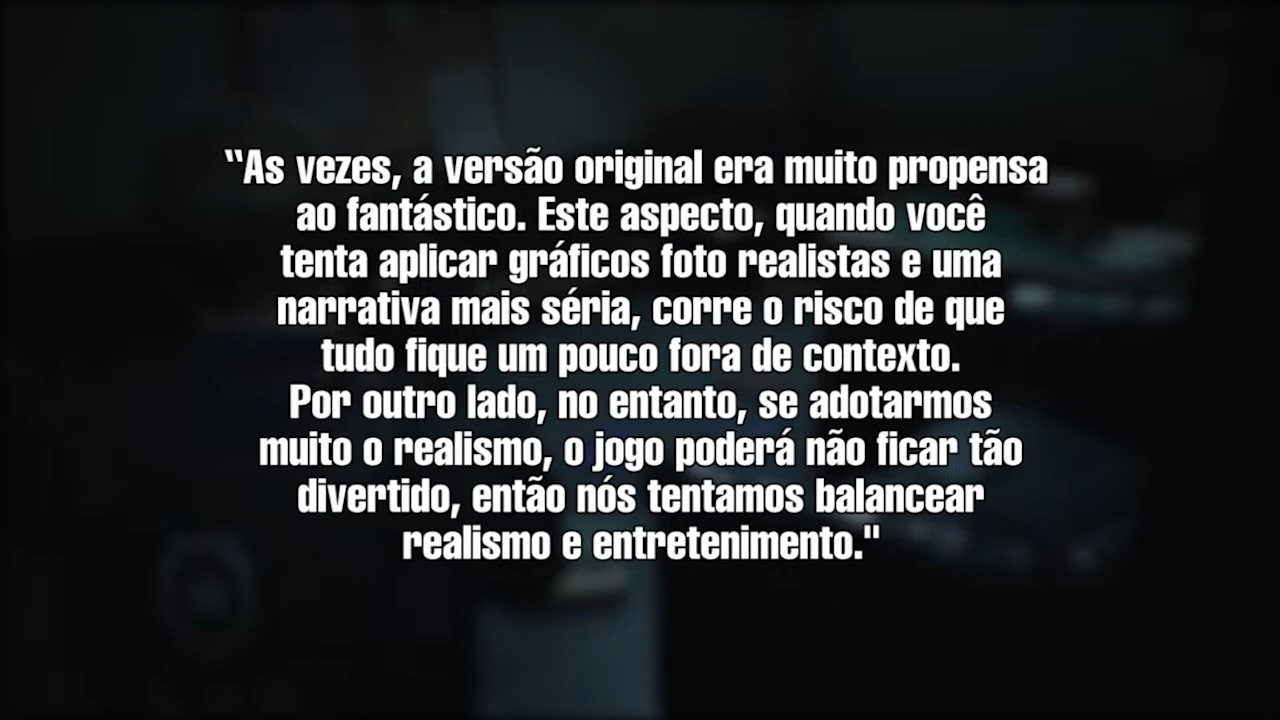 “As vezes, a versão original era muito propensa
ao fantástico. Este aspecto, quando você
tenta aplicar gráficos foto realistas e uma
narrativa mais séria, corre o risco de que
tudo fique um pouco fora de contexto.
Por outro lado, no entanto, se adotarmos
muito o realismo, o jogo poderá não ficar tão
divertido, então nós tentamos balancear
realismo e entretenimento."